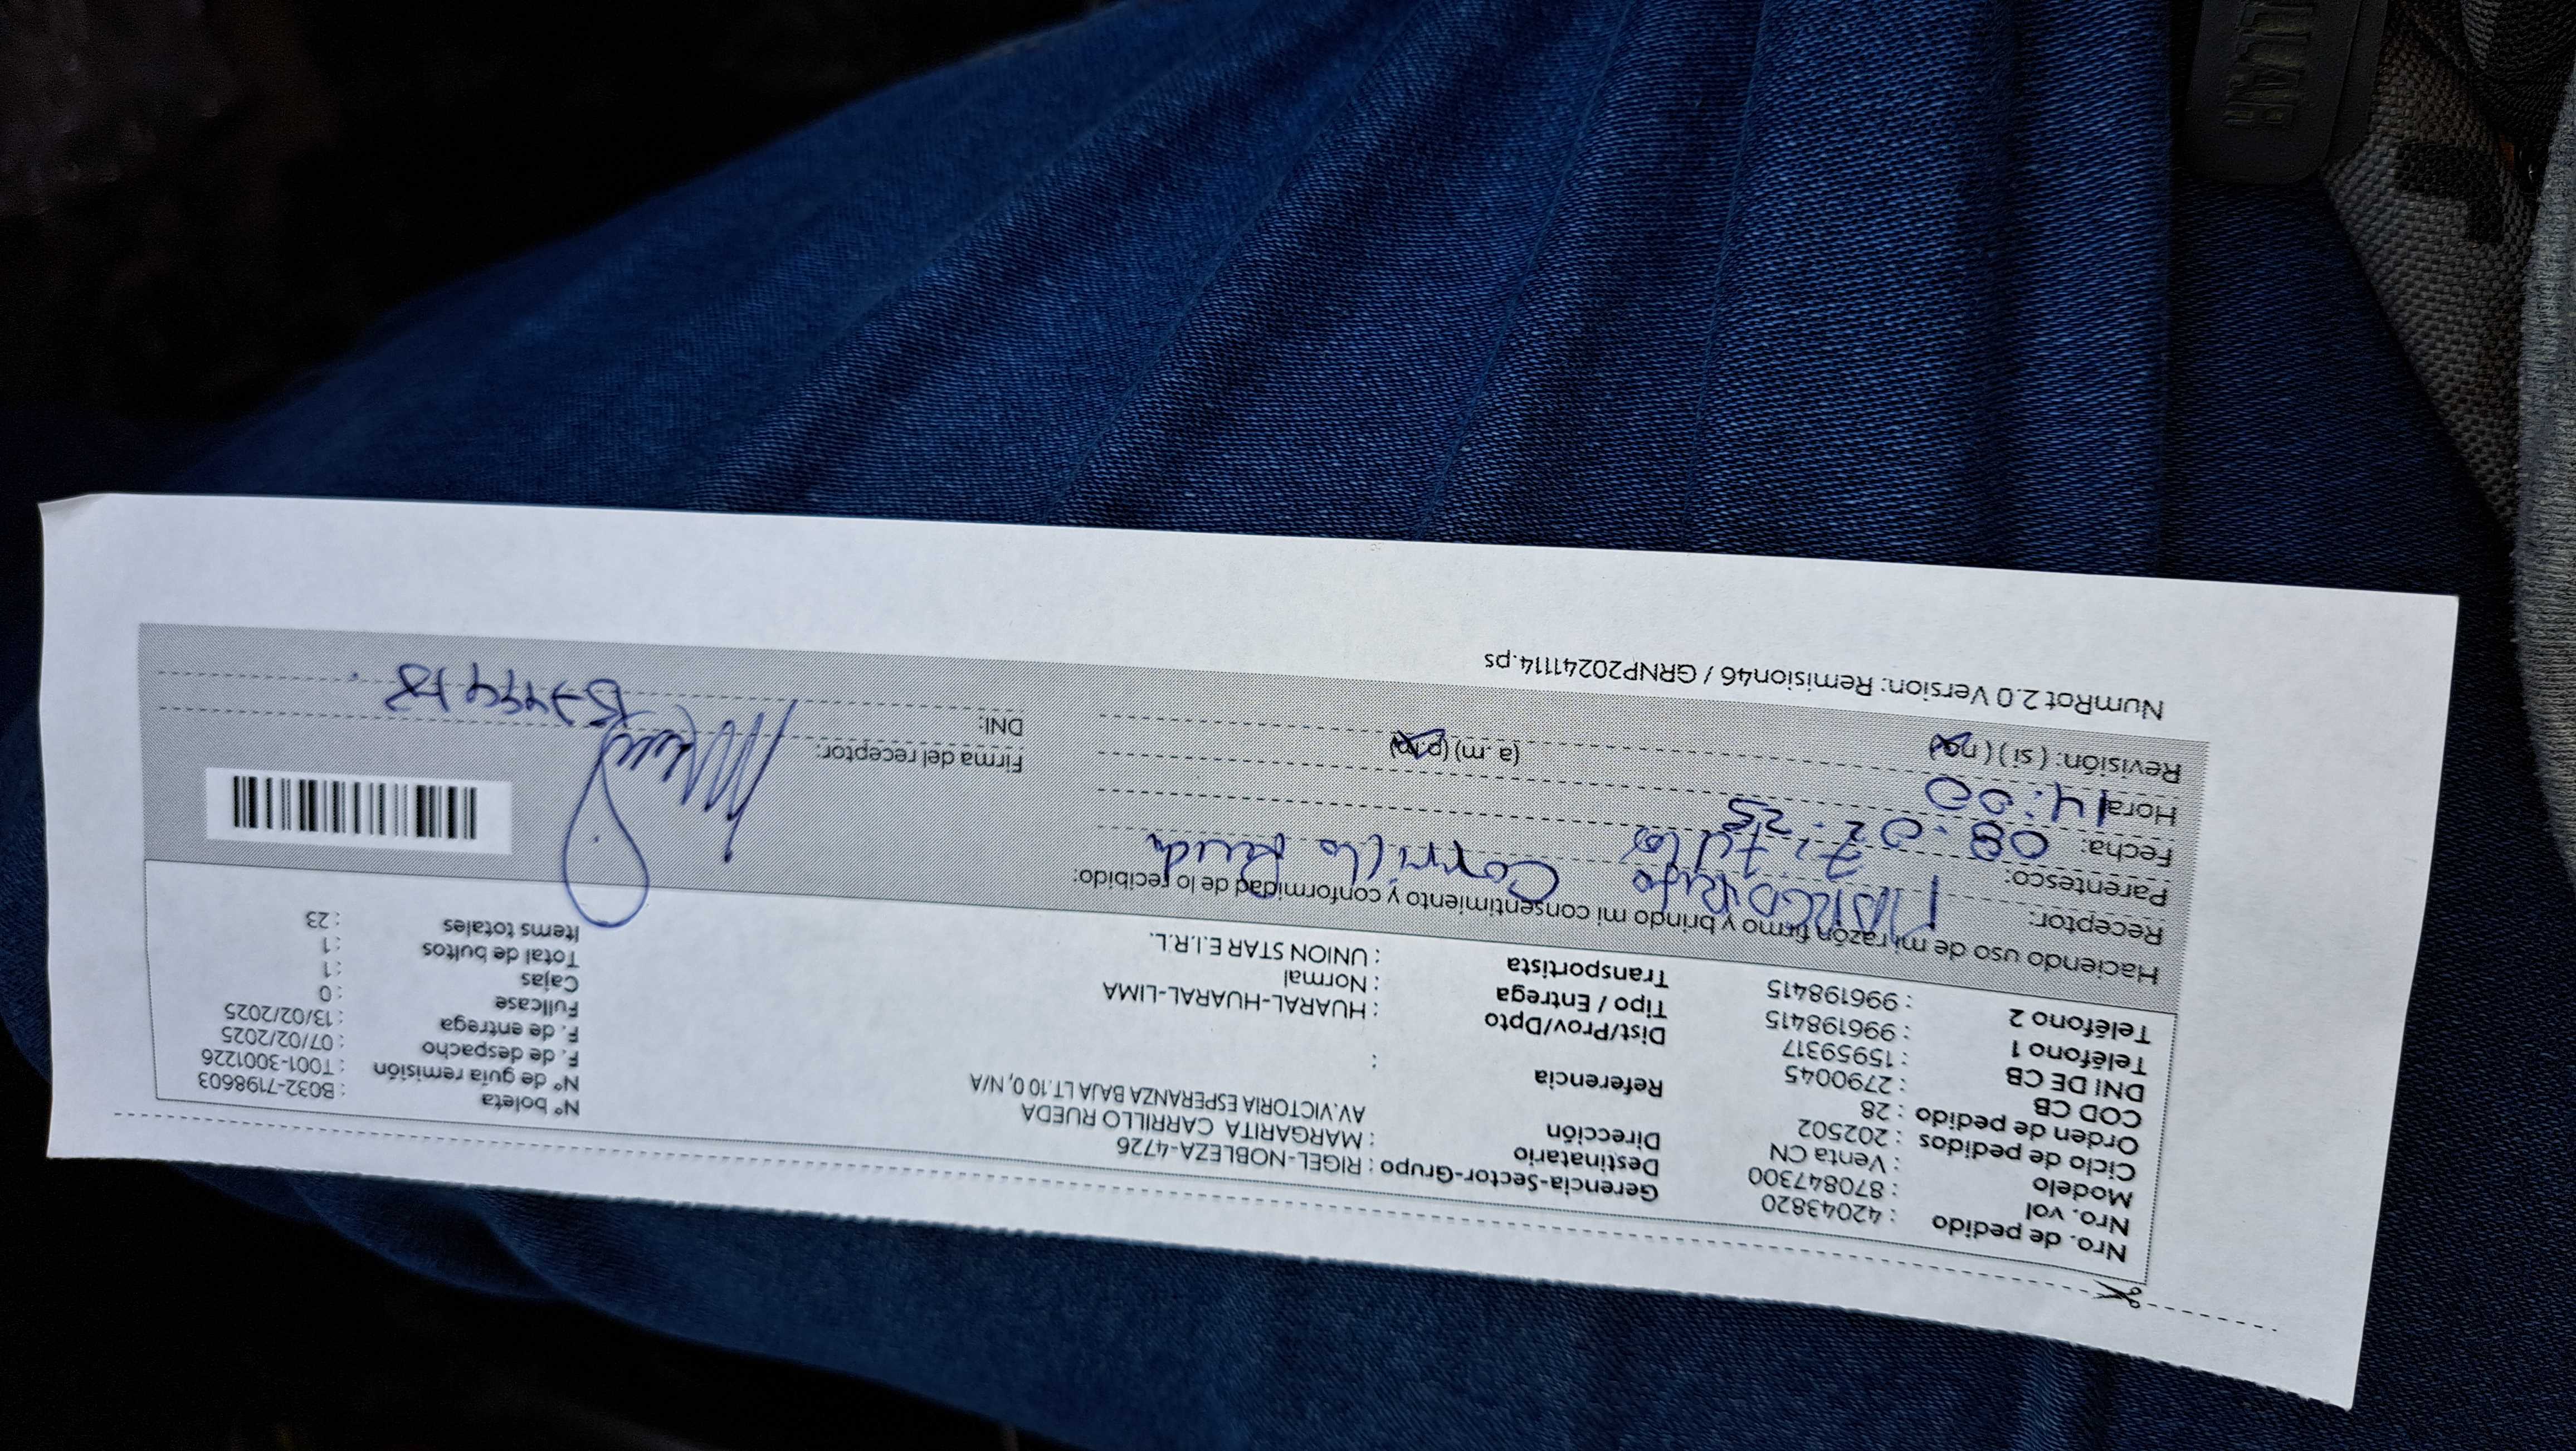 Nro. de pedido : 42043820
Nro. vol : 870847300
Modelo : Venta CN
Ciclo de pedidos : 202502
Orden de pedido : 28
COD CB : 2790045
DNI DE CB : 15959317
Teléfono 1 : 996198415
Teléfono 2 : 996198415
Gerencia-Sector-Grupo : RIGEL-NOBLEZA-4726
Destinatario : MARGARITA CARRILLO RUEDA
Dirección
AV.VICTORIA ESPERANZA BAJA LT.10 0, N/A
Referencia :
Dist/Prov/Dpto : HUARAL-HUARAL-LIMA
Tipo / Entrega : Normal
Transportista : UNION STAR E.I.R.L.
Nº boleta : B032-7198603
Nº de guía remisión : T001-3001226
F. de despacho : 07/02/2025
F. de entrega : 13/02/2025
Fullcase : 0
Cajas : 1
Total de bultos : 1
Items totales : 23
Haciendo uso de mi razón firmo y brindo mi consentimiento y conformidad de lo recibido:
Receptor: Carrillo Rueda
Parentesco:
Fecha: 08.02.25
Hora: 14:00
(a.m) (p.m)
Revisión: (si) (no)
Firma del receptor:
DNI:
NumRot 2.0 Version: Remision46 / GRNP20241114.ps